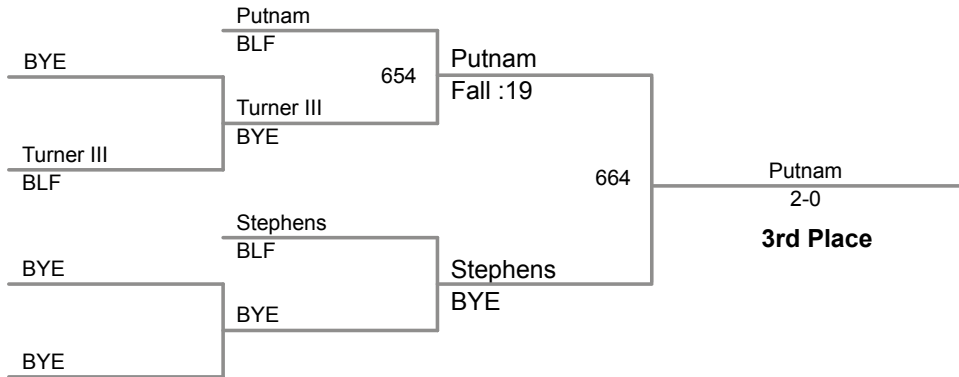 Putnam
BLF
BYE
654
Putnam
Fall :19
Turner III
BYE
Turner III
BLF
664
Putnam
2-0
3rd Place
Stephens
BLF
BYE
Stephens
BYE
BYE
BYE